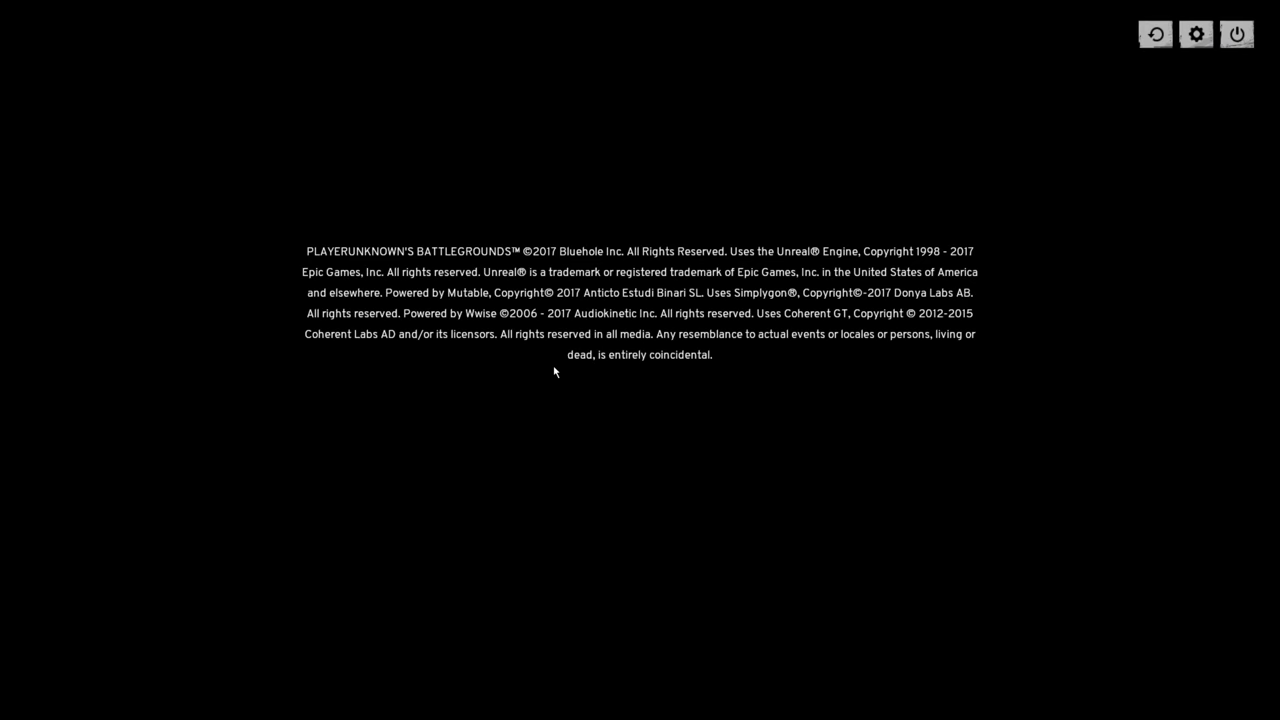 PLAYERUNKNOWN'S BATTLEGROUNDS™ ©2017 Bluehole Inc. All Rights Reserved. Uses the Unreal® Engine, Copyright 1998 - 2017
Epic Games, Inc. All rights reserved. Unreal® is a trademark or registered trademark of Epic Games, Inc. in the United States of America
and elsewhere. Powered by Mutable, Copyright© 2017 Anticto Estudi Binari SL. Uses Simplygon®, Copyright©-2017 Donya Labs AB.
All rights reserved. Powered by Wwise ©2006 - 2017 Audiokinetic Inc. All rights reserved. Uses Coherent GT, Copyright © 2012-2015
Coherent Labs AD and/or its licensors. All rights reserved in all media. Any resemblance to actual events or locales or persons, living or
dead, is entirely coincidental.